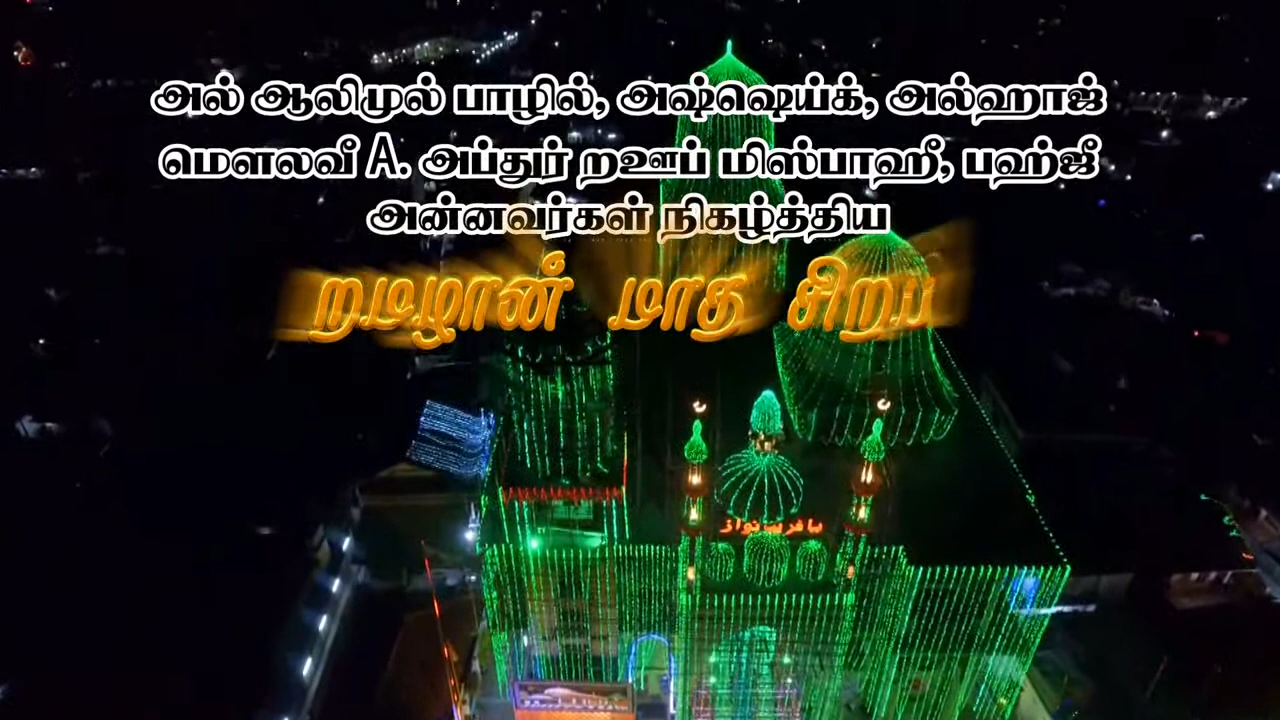 அல் ஆலிமுல் பாழில், அஷ்ஷெய்க், அல்ஹாஜ்
மௌலவீ A. அப்துர் றஊப் மிஸ்பாஹீ, பஹ்ஜீ
அன்னவர்கள் நிகழ்த்திய
றமழான் மாத சிறப
يا غريب نواز